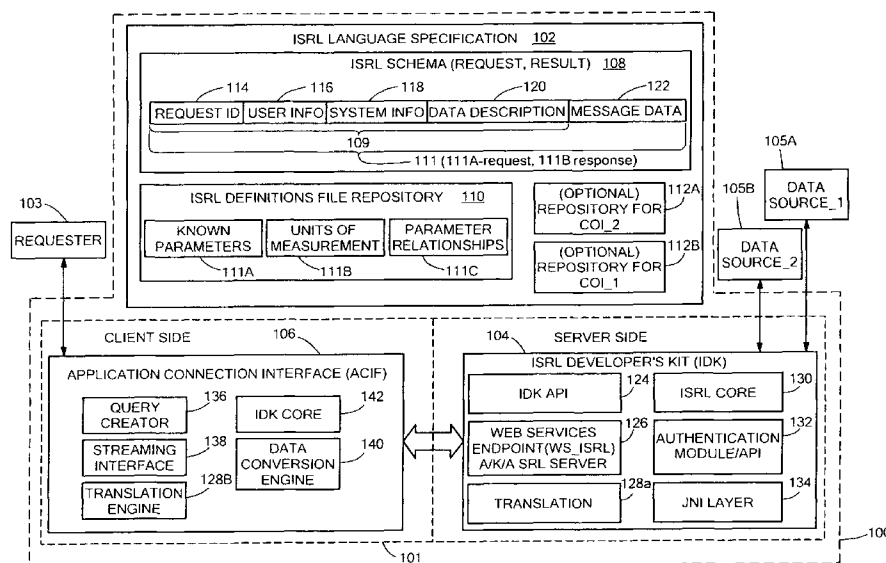 ISRL LANGUAGE SPECIFICATION 102
ISRL SCHEMA (REQUEST, RESULT) 108
114 116 118 120 122
REQUEST ID USER INFO SYSTEM INFO DATA DESCRIPTION MESSAGE DATA
109
111 (111A-request, 111B response)
105A
105B
DATA
SOURCE_1
DATA
SOURCE_2
103
REQUESTER
ISRL DEFINITIONS FILE REPOSITORY 110
KNOWN
PARAMETERS
UNITS OF
MEASUREMENT
PARAMETER
RELATIONSHIPS
111A 111B 111C
112A
(OPTIONAL)
REPOSITORY FOR
COI_2
112B
(OPTIONAL)
REPOSITORY FOR
COI_1
CLIENT SIDE 106
APPLICATION CONNECTION INTERFACE (ACIF)
QUERY
CREATOR
136
STREAMING
INTERFACE
138
TRANSLATION
ENGINE
128B
IDK CORE
142
DATA
CONVERSION
ENGINE
140
SERVER SIDE
104
ISRL DEVELOPER'S KIT (IDK)
IDK API
124
WEB SERVICES
ENDPOINT(WS_ISRL)
A/K/A SRL SERVER
126
TRANSLATION
128a
ISRL CORE
130
AUTHENTICATION
MODULE/API
132
JNI LAYER
134
101
100